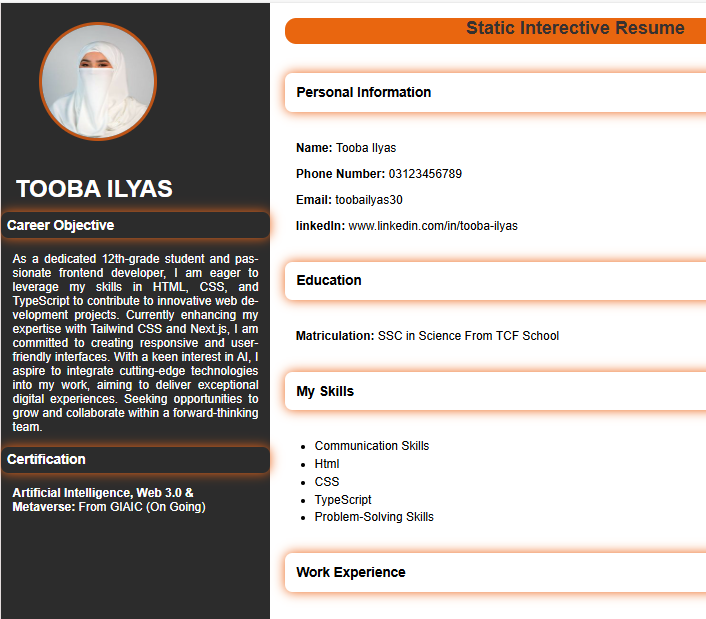 TOOBA ILYAS
Career Objective
As a dedicated 12th-grade student and pas-
sionate frontend developer, I am eager to
leverage my skills in HTML, CSS, and
TypeScript to contribute to innovative web de-
velopment projects. Currently enhancing my
expertise with Tailwind CSS and Next.js, I am
committed to creating responsive and user-
friendly interfaces. With a keen interest in AI, I
aspire to integrate cutting-edge technologies
into my work, aiming to deliver exceptional
digital experiences. Seeking opportunities to
grow and collaborate within a forward-thinking
team.
Certification
Artificial Intelligence, Web 3.0 &
Metaverse: From GIAIC (On Going)
Static Interective Resume
Personal Information
Name: Tooba Ilyas
Phone Number: 03123456789
Email: toobailyas30
linkedIn: www.linkedin.com/in/tooba-ilyas
Education
Matriculation: SSC in Science From TCF School
My Skills
• Communication Skills
• Html
• CSS
• TypeScript
• Problem-Solving Skills
Work Experience